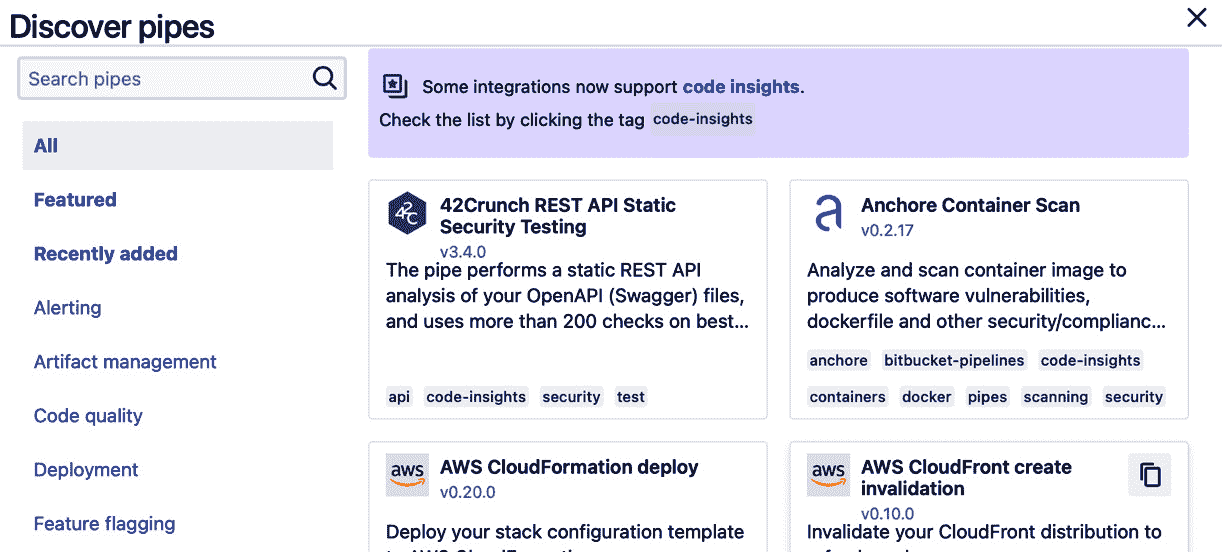 Discover pipes
Search pipes
All
Featured
Recently added
Alerting
Artifact management
Code quality
Deployment
Feature flagging
Some integrations now support code insights.
Check the list by clicking the tag code-insights
42C
42Crunch REST API Static
Security Testing
v3.4.0
The pipe performs a static REST API
analysis of your OpenAPI (Swagger) files,
and uses more than 200 checks on best...
api code-insights security test
Anchore Container Scan
v0.2.17
Analyze and scan container image to
produce software vulnerabilities,
dockerfile and other security/complianc...
anchore bitbucket-pipelines code-insights
containers docker pipes scanning security
aws
AWS CloudFormation deploy
v0.20.0
Deploy your stack configuration template
aws
AWS CloudFront create
invalidation
v0.10.0
Invalidate your CloudFront distribution to